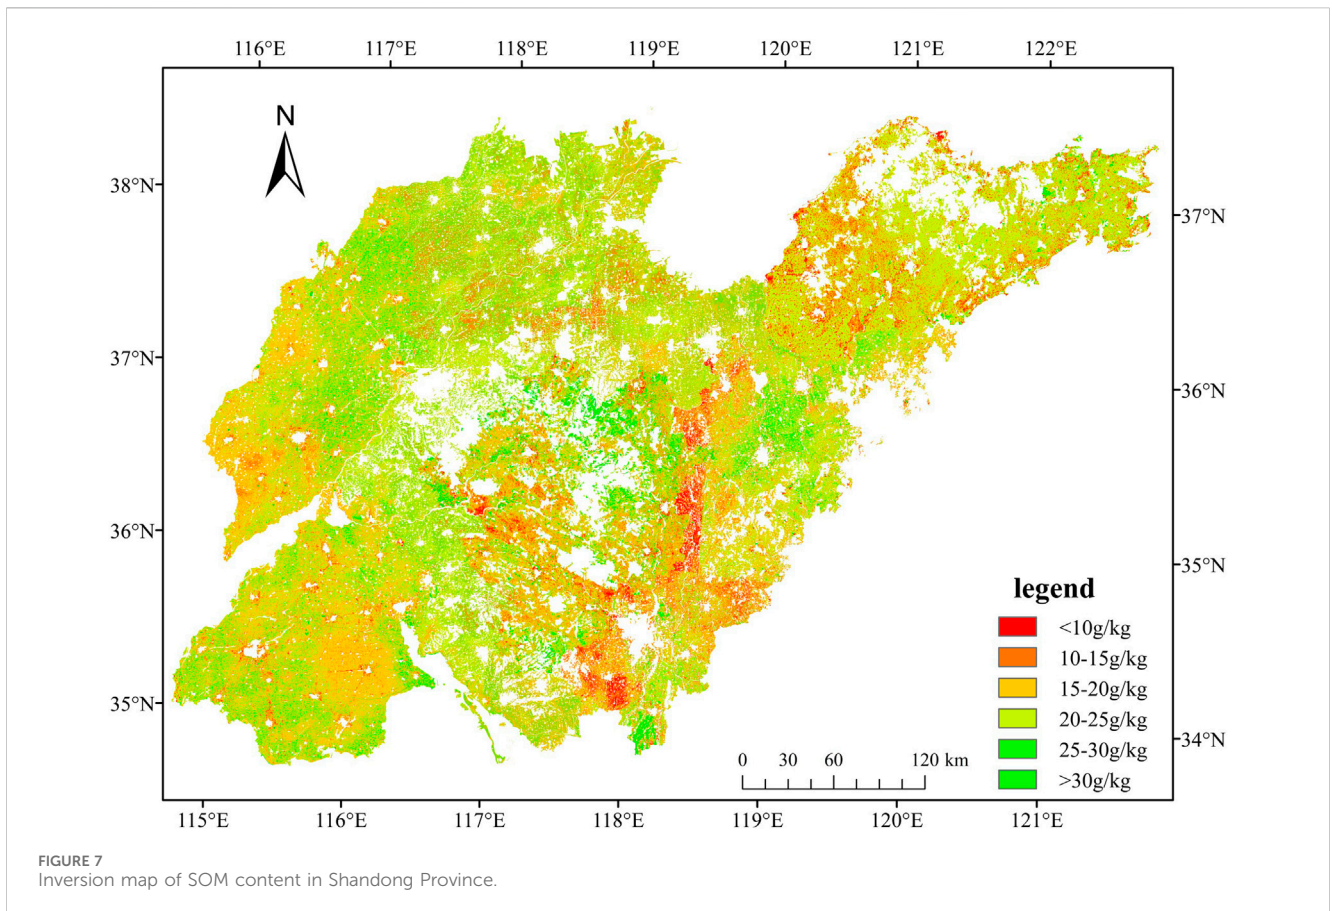 116°E 117°E 118°E 119°E 120°E 121°E 122°E
N
38°N
37°N
37°N
36°N
36°N
35°N
35°N
34°N
legend
<10g/kg
10-15g/kg
15-20g/kg
20-25g/kg
25-30g/kg
>30g/kg
0 30 60 120 km
115°E 116°E 117°E 118°E 119°E 120°E 121°E
FIGURE 7
Inversion map of SOM content in Shandong Province.